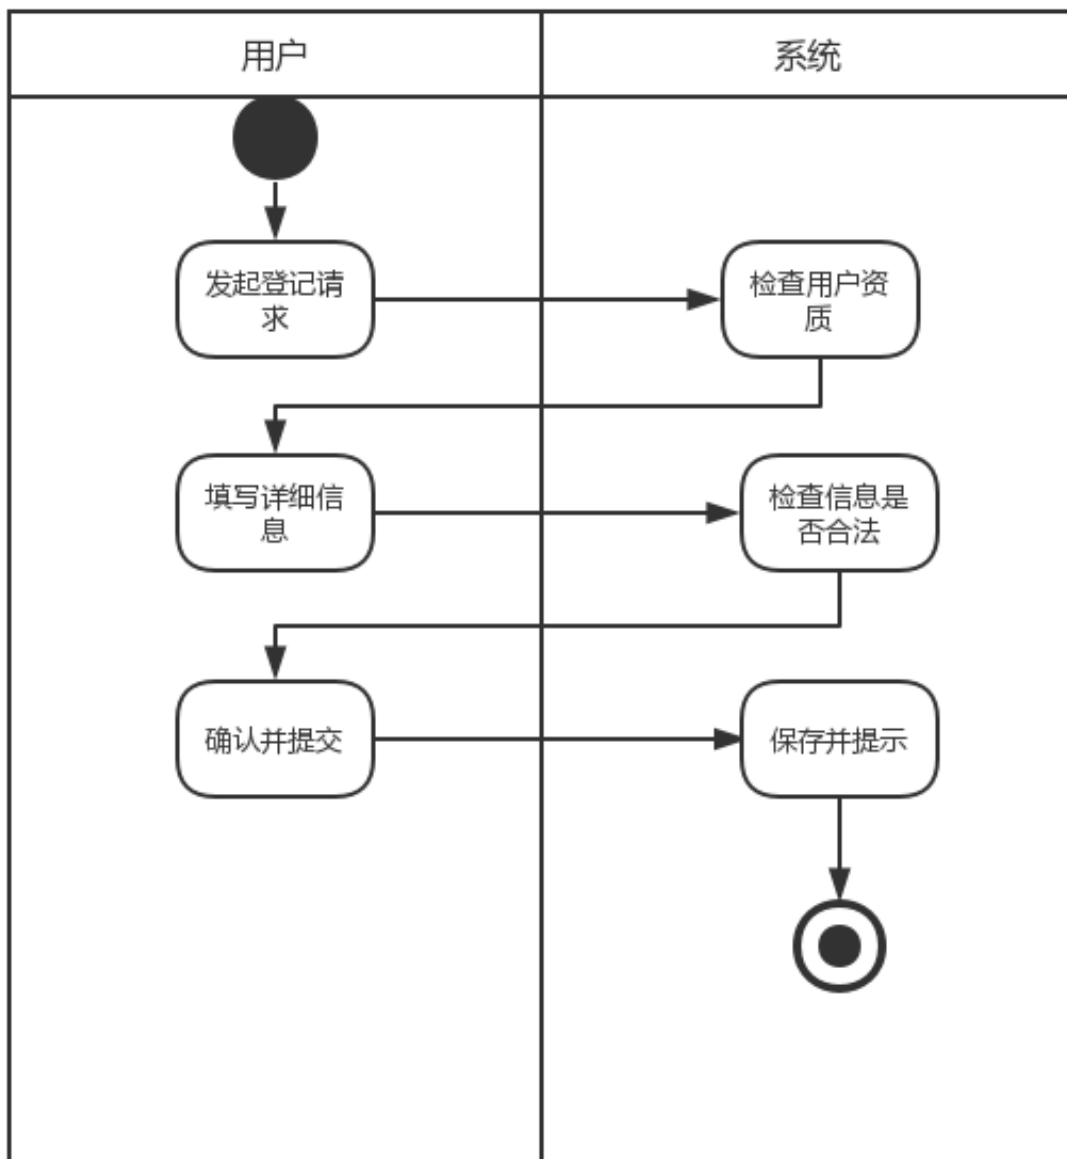 用户
系统
发起登记请
求
检查用户资
质
填写详细信
息
检查信息是
否合法
确认并提交
保存并提示